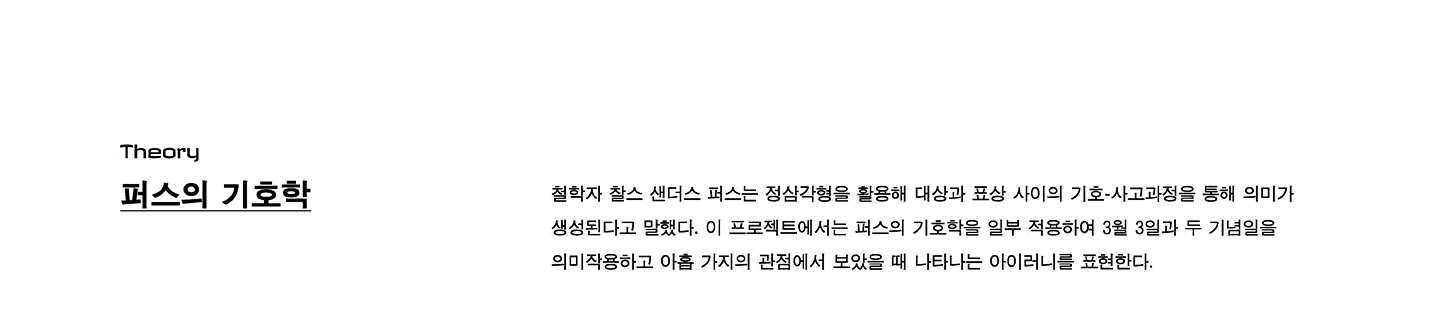 Theory
퍼스의 기호학
철학자 찰스 샌더스 퍼스는 정삼각형을 활용해 대상과 표상 사이의 기호-사고과정을 통해 의미가
생성된다고 말했다. 이 프로젝트에서는 퍼스의 기호학을 일부 적용하여 3월 3일과 두 기념일을
의미작용하고 아홉 가지의 관점에서 보았을 때 나타나는 아이러니를 표현한다.